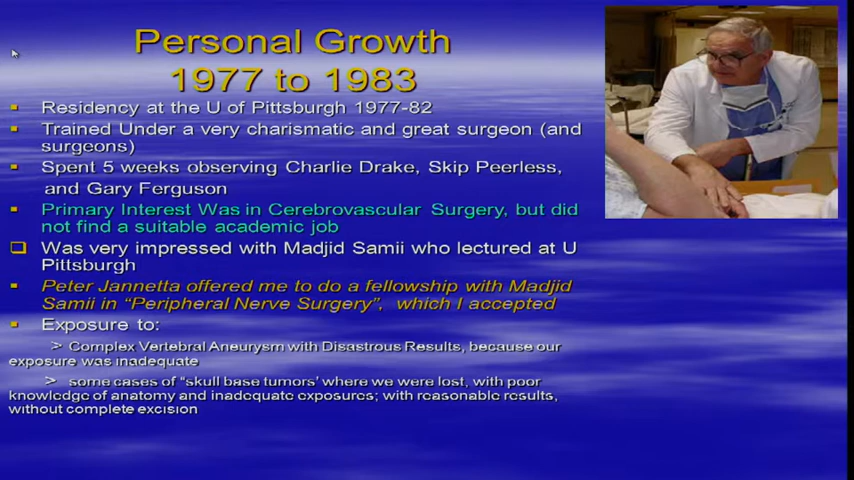 Personal Growth
1977 to 1983
Residency at the U of Pittsburgh 1977-82
Trained Under a very charismatic and great surgeon (and
surgeons)
Spent 5 weeks observing Charlie Drake, Skip Peerless,
and Gary Ferguson
Primary Interest Was in Cerebrovascular Surgery, but did
not find a suitable academic job
Was very impressed with Madjid Samii who lectured at U
Pittsburgh
Peter Jannetta offered me to do a fellowship with Madjid
Samii in "Peripheral Nerve Surgery", which I accepted
Exposure to:
> Complex Vertebral Aneurysm with Disastrous Results, because our
exposure was inadequate
> some cases of "skull base tumors' where we were lost, with poor
knowledge of anatomy and inadequate exposures; with reasonable results,
without complete excision